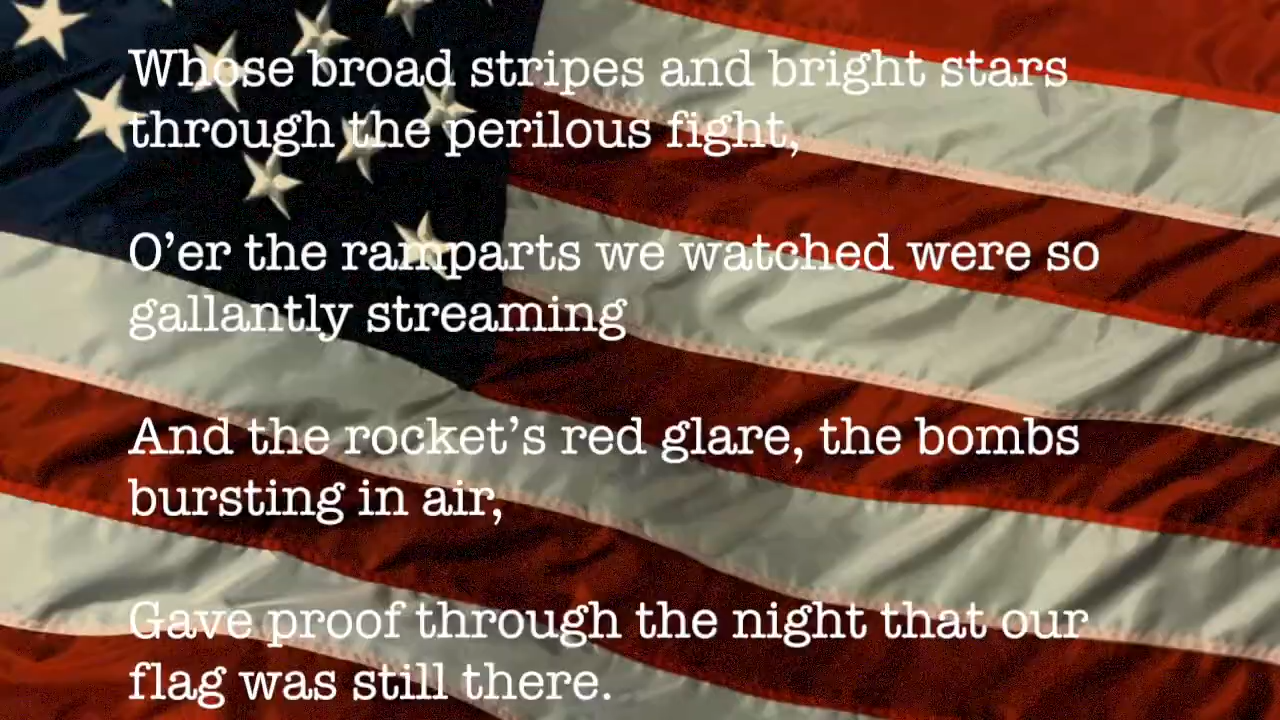 Whose broad stripes and bright stars
through the perilous fight,
O’er the ramparts we watched were so
gallantly streaming
And the rocket’s red glare, the bombs
bursting in air,
Gave proof through the night that our
flag was still there.